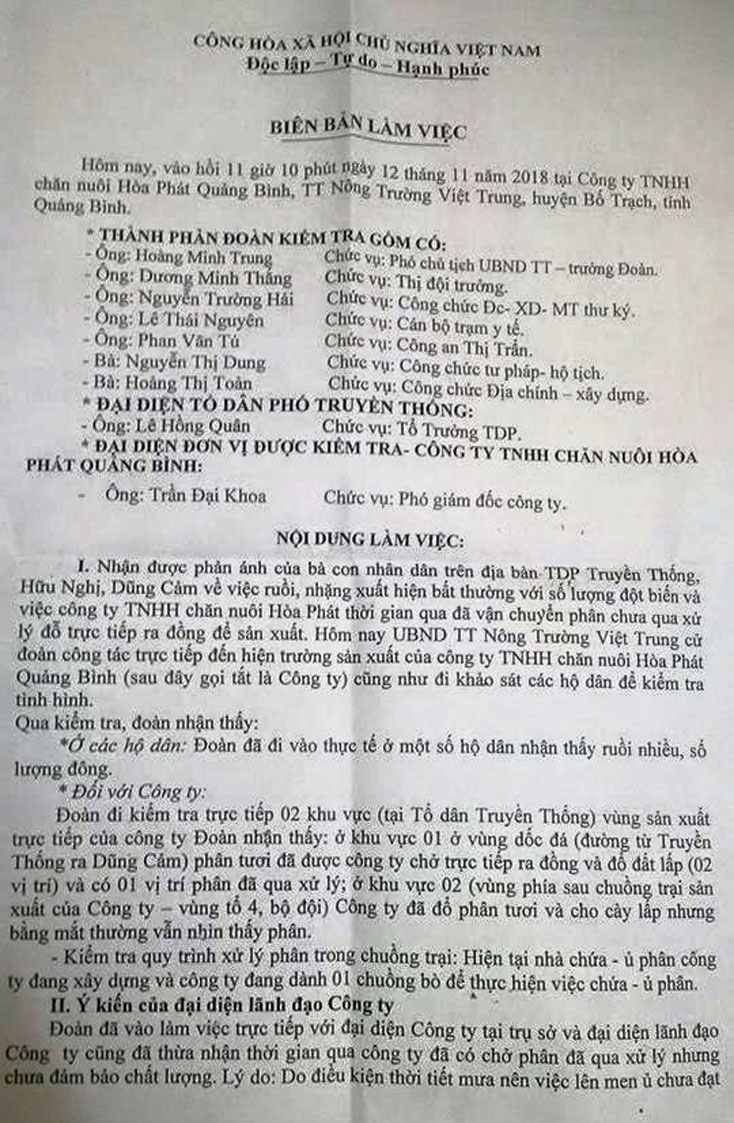 CÔNG HÒA XÃ HỘI CHỦ NGHĨA VIỆT NAM
Độc lập – Tự do – Hạnh phúc
BIÊN BẢN LÀM VIỆC
Hôm nay, vào hồi 11 giờ 10 phút ngày 12 tháng 11 năm 2018 tại Công ty TNHH
chăn nuôi Hòa Phát Quảng Bình, TT Nông Trường Việt Trung, huyện Bố Trạch, tỉnh
Quảng Bình.
* THÀNH PHẦN ĐOÀN KIỂM TRA GỒM CÓ:
- Ông: Hoàng Minh Trung Chức vụ: Phó chủ tịch UBND TT – trưởng Đoàn.
- Ông: Dương Minh Thắng Chức vụ: Thị đội trưởng.
- Ông: Nguyễn Trường Hải Chức vụ: Công chức Đc- XD- MT thư ký.
- Ông: Lê Thái Nguyên Chức vụ: Cán bộ trạm y tế.
- Ông: Phan Văn Tú Chức vụ: Công an Thị Trấn.
- Bà: Nguyễn Thị Dung Chức vụ: Công chức tư pháp- hộ tịch.
- Bà: Hoàng Thị Toàn Chức vụ: Công chức Địa chính – xây dựng.
* ĐẠI DIỆN TỔ DÂN PHỐ TRUYỀN THỐNG:
- Ông: Lê Hồng Quân Chức vụ: Tổ Trưởng TDP.
* ĐẠI DIỆN ĐƠN VỊ ĐƯỢC KIỂM TRA- CÔNG TY TNHH CHĂN NUÔI HÒA
PHÁT QUẢNG BÌNH:
- Ông: Trần Đại Khoa Chức vụ: Phó giám đốc công ty.
NỘI DUNG LÀM VIỆC:
I. Nhận được phản ánh của bà con nhân dân trên địa bàn TDP Truyền Thống,
Hữu Nghị, Dũng Cảm về việc ruồi, nhặng xuất hiện bất thường với số lượng đột biến và
việc công ty TNHH chăn nuôi Hòa Phát thời gian qua đã vận chuyển phân chưa qua xử
lý đổ trực tiếp ra đồng để sản xuất. Hôm nay UBND TT Nông Trường Việt Trung cử
đoàn công tác trực tiếp đến hiện trường sản xuất của công ty TNHH chăn nuôi Hòa Phát
Quảng Bình (sau đây gọi tắt là Công ty) cũng như đi khảo sát các hộ dân để kiểm tra
tình hình.
Qua kiểm tra, đoàn nhận thấy:
*Ở các hộ dân: Đoàn đã đi vào thực tế ở một số hộ dân nhận thấy ruồi nhiều, số
lượng đông.
* Đối với Công ty:
Đoàn đi kiểm tra trực tiếp 02 khu vực (tại Tổ dân Truyền Thống) vùng sản xuất
trực tiếp của công ty Đoàn nhận thấy: ở khu vực 01 ở vùng dốc đá (đường từ Truyền
Thống ra Dũng Cảm) phân tươi đã được công ty chở trực tiếp ra đồng và đổ đất lấp (02
vị trí) và có 01 vị trí phân đã qua xử lý; ở khu vực 02 (vùng phía sau chuồng trại sản
xuất của Công ty – vùng tổ 4, bộ đội) Công ty đã đổ phân tươi và cho cày lấp nhưng
bằng mắt thường vẫn nhìn thấy phân.
- Kiểm tra quy trình xử lý phân trong chuồng trại: Hiện tại nhà chứa - ủ phân công
ty đang xây dựng và công ty đang dành 01 chuồng bò để thực hiện việc chứa - ủ phân.
II. Ý kiến của đại diện lãnh đạo Công ty
Đoàn đã vào làm việc trực tiếp với đại diện Công ty tại trụ sở và đại diện lãnh đạo
Công ty cũng đã thừa nhận thời gian qua công ty đã có chở phân đã qua xử lý nhưng
chưa đảm bảo chất lượng. Lý do: Do điều kiện thời tiết mưa nên việc lên men ủ chưa đạt